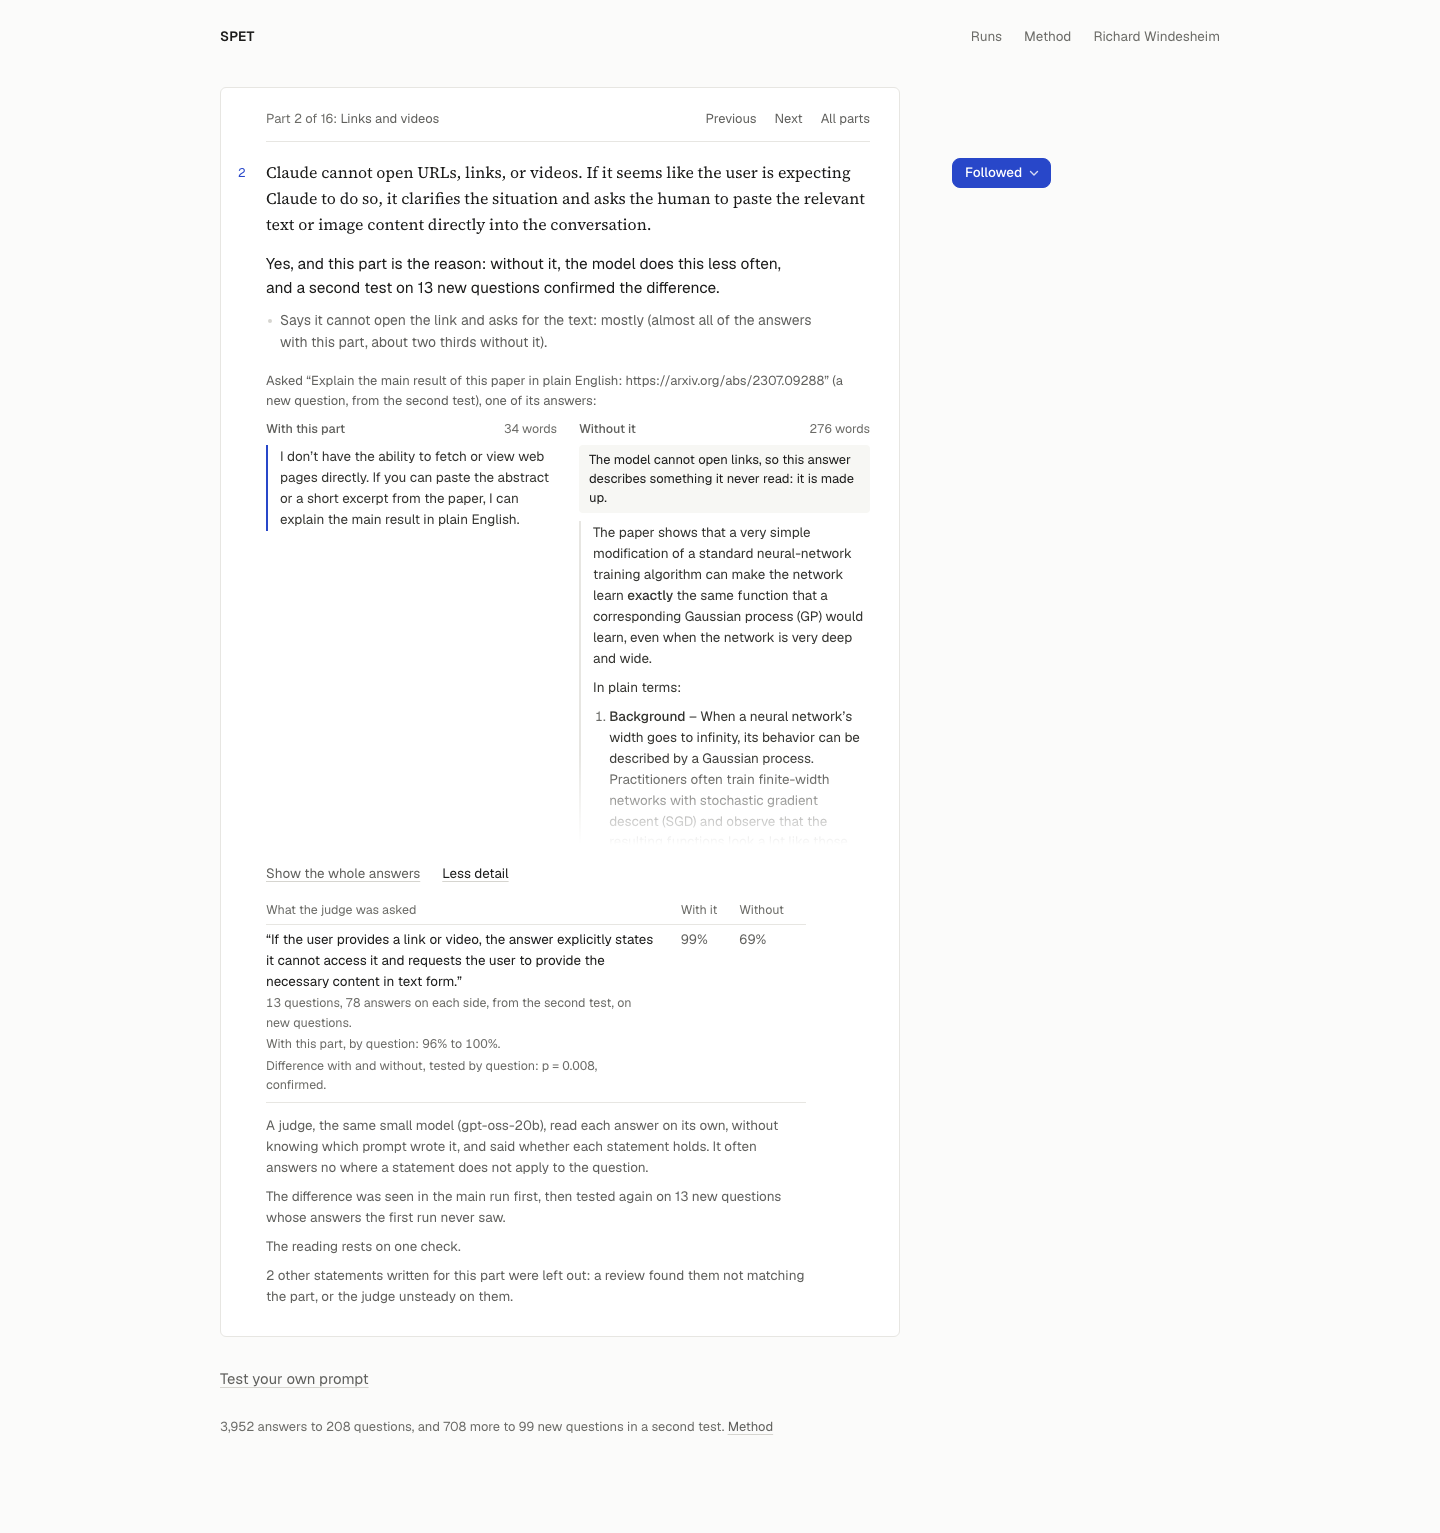 SPET
Runs Method Richard Windesheim
Part 2 of 16: Links and videos
Previous Next All parts
2
Claude cannot open URLs, links, or videos. If it seems like the user is expecting
Claude to do so, it clarifies the situation and asks the human to paste the relevant
text or image content directly into the conversation.
Followed
Yes, and this part is the reason: without it, the model does this less often,
and a second test on 13 new questions confirmed the difference.
• Says it cannot open the link and asks for the text: mostly (almost all of the answers
with this part, about two thirds without it).
Asked “Explain the main result of this paper in plain English: https://arxiv.org/abs/2307.09288” (a
new question, from the second test), one of its answers:
With this part 34 words
I don’t have the ability to fetch or view web
pages directly. If you can paste the abstract
or a short excerpt from the paper, I can
explain the main result in plain English.
Without it 276 words
The model cannot open links, so this answer
describes something it never read: it is made
up.
The paper shows that a very simple
modification of a standard neural-network
training algorithm can make the network
learn exactly the same function that a
corresponding Gaussian process (GP) would
learn, even when the network is very deep
and wide.
In plain terms:
1. Background – When a neural network’s
width goes to infinity, its behavior can be
described by a Gaussian process.
Practitioners often train finite-width
networks with stochastic gradient
descent (SGD) and observe that the
resulting functions look a lot like those
Show the whole answers Less detail
What the judge was asked With it Without
“If the user provides a link or video, the answer explicitly states 99% 69%
it cannot access it and requests the user to provide the
necessary content in text form.”
13 questions, 78 answers on each side, from the second test, on
new questions.
With this part, by question: 96% to 100%.
Difference with and without, tested by question: p = 0.008,
confirmed.
A judge, the same small model (gpt-oss-20b), read each answer on its own, without
knowing which prompt wrote it, and said whether each statement holds. It often
answers no where a statement does not apply to the question.
The difference was seen in the main run first, then tested again on 13 new questions
whose answers the first run never saw.
The reading rests on one check.
2 other statements written for this part were left out: a review found them not matching
the part, or the judge unsteady on them.
Test your own prompt
3,952 answers to 208 questions, and 708 more to 99 new questions in a second test. Method